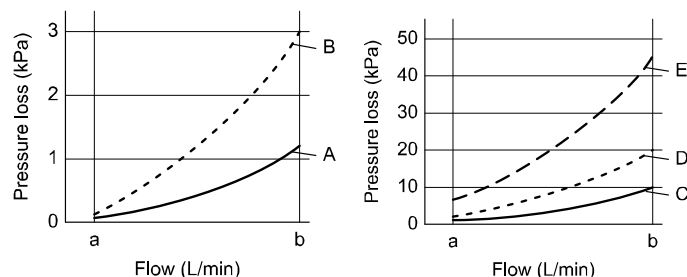 Pressure loss (kPa)
3
2
1
0
B
A
a
b
Flow (L/min)
Pressure loss (kPa)
50
40
30
20
10
0
E
D
C
a
b
Flow (L/min)